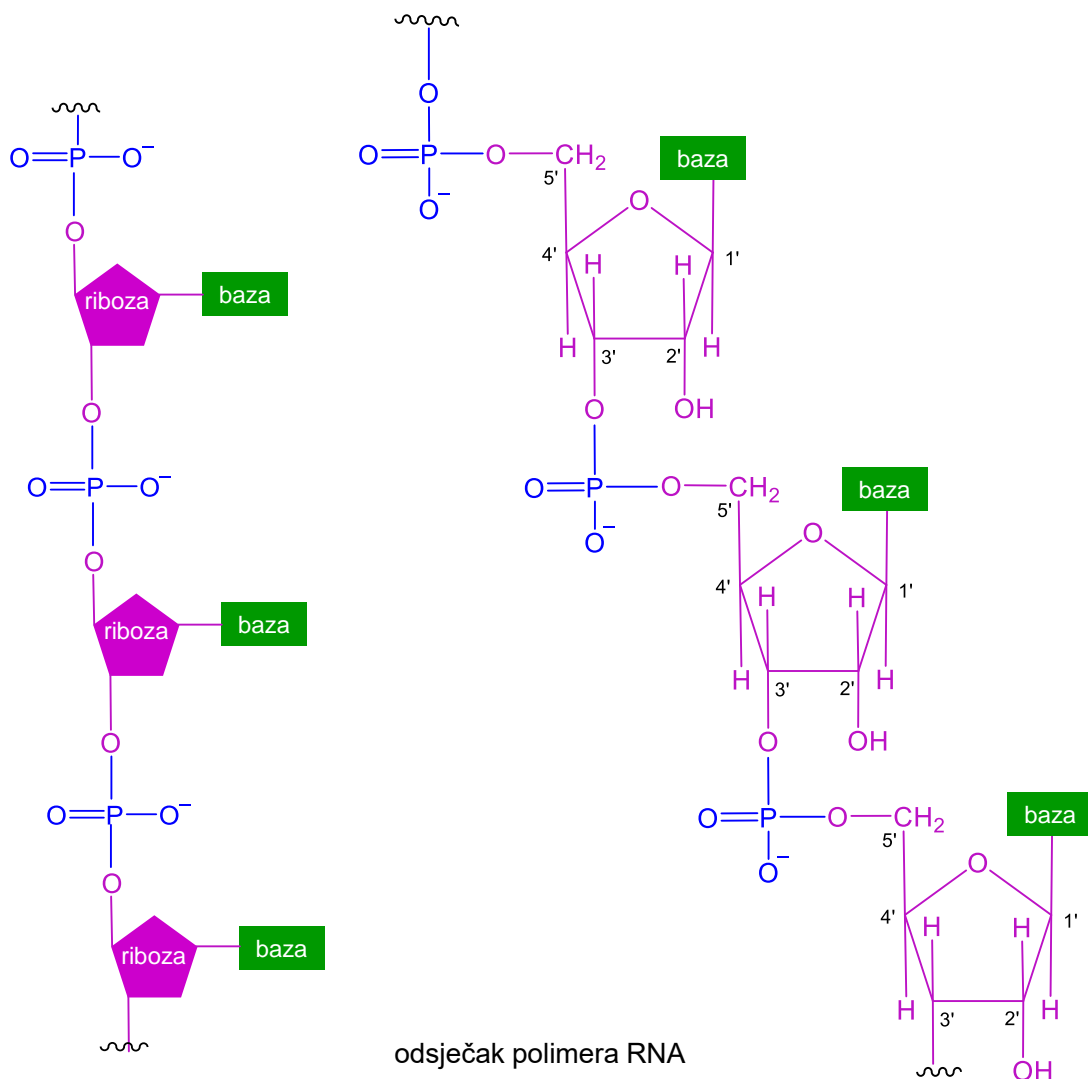 O=P–O⁻
O
riboza baza
O
O=P–O⁻
O
riboza baza
O
O=P–O⁻
O
riboza baza
O
O=P–O–CH₂ baza
5'
O⁻ O
4' H H 1'
H 3' 2' H
O OH
O=P–O–CH₂ baza
5'
O⁻ O
4' H H 1'
H 3' 2' H
O OH
O=P–O–CH₂ baza
5'
O⁻ O
4' H H 1'
H 3' 2' H
OH
odsječak polimera RNA